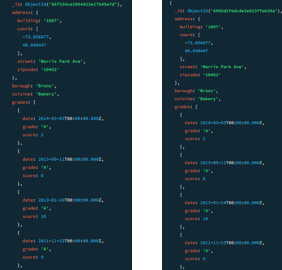 address: {
building: "1007",
coord: [
-73.856077,
40.848447
],
street: "Morris Park Ave",
zipcode: "10462"
},
borough: "Bronx",
cuisine: "Bakery",
grades: [
{
date: 2014-03-03T00:00:00.000Z,
grade: "A",
score: 2
},
{
date: 2013-09-11T00:00:00.000Z,
grade: "A",
score: 6
},
{
date: 2013-01-24T00:00:00.000Z,
grade: "A",
score: 10
},
{
date: 2011-11-23T00:00:00.000Z,
grade: "A",
score: 9
},
{
address: {
building: "1007",
coord: [
-73.856077,
40.848447
],
street: "Morris Park Ave",
zipcode: "10462"
},
borough: "Bronx",
cuisine: "Bakery",
grades: [
{
date: 2014-03-03T00:00:00.000Z,
grade: "A",
score: 2
},
{
date: 2013-09-11T00:00:00.000Z,
grade: "A",
score: 6
},
{
date: 2013-01-24T00:00:00.000Z,
grade: "A",
score: 10
},
{
date: 2011-11-23T00:00:00.000Z,
grade: "A",
score: 9
},